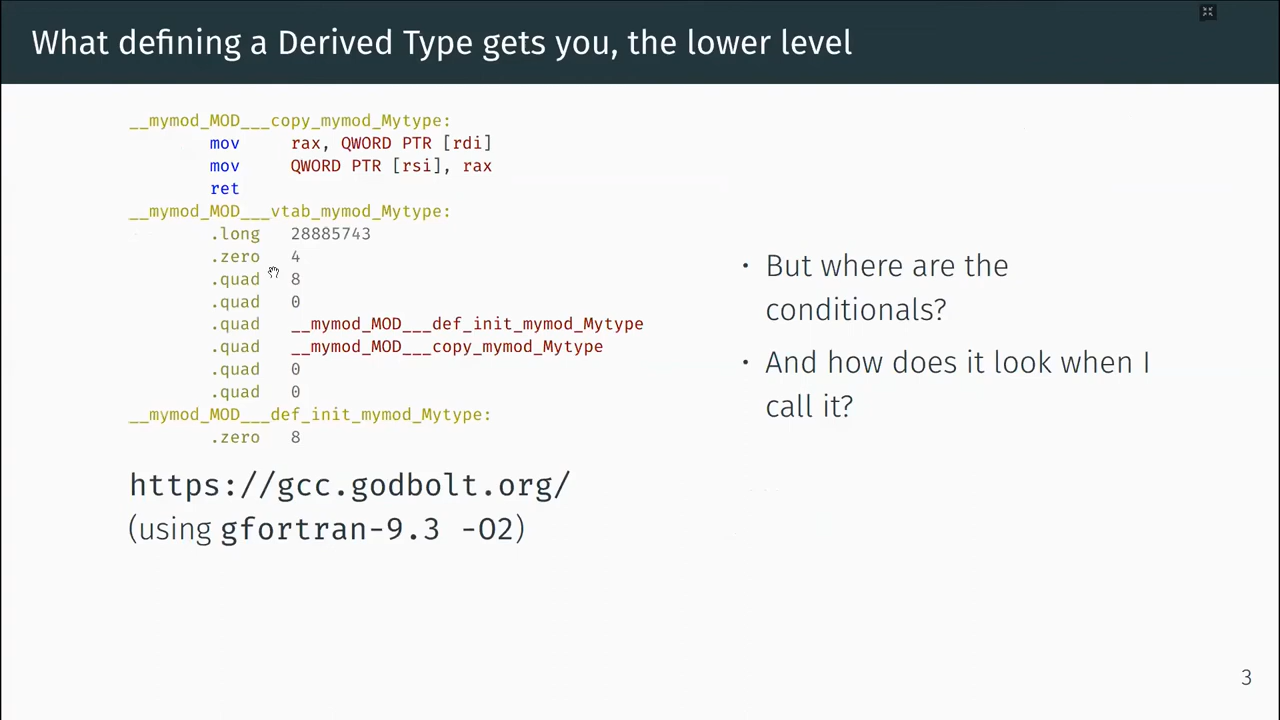 What defining a Derived Type gets you, the lower level
__mymod_MOD___copy_mymod_Mytype:
mov rax, QWORD PTR [rdi]
mov QWORD PTR [rsi], rax
ret
__mymod_MOD___vtab_mymod_Mytype:
.long 28885743
.zero 4
.quad 8
.quad 0
.quad __mymod_MOD___def_init_mymod_Mytype
.quad __mymod_MOD___copy_mymod_Mytype
.quad 0
.quad 0
__mymod_MOD___def_init_mymod_Mytype:
.zero 8
https://gcc.godbolt.org/
(using gfortran-9.3 -O2)
• But where are the
conditionals?
• And how does it look when I
call it?
3